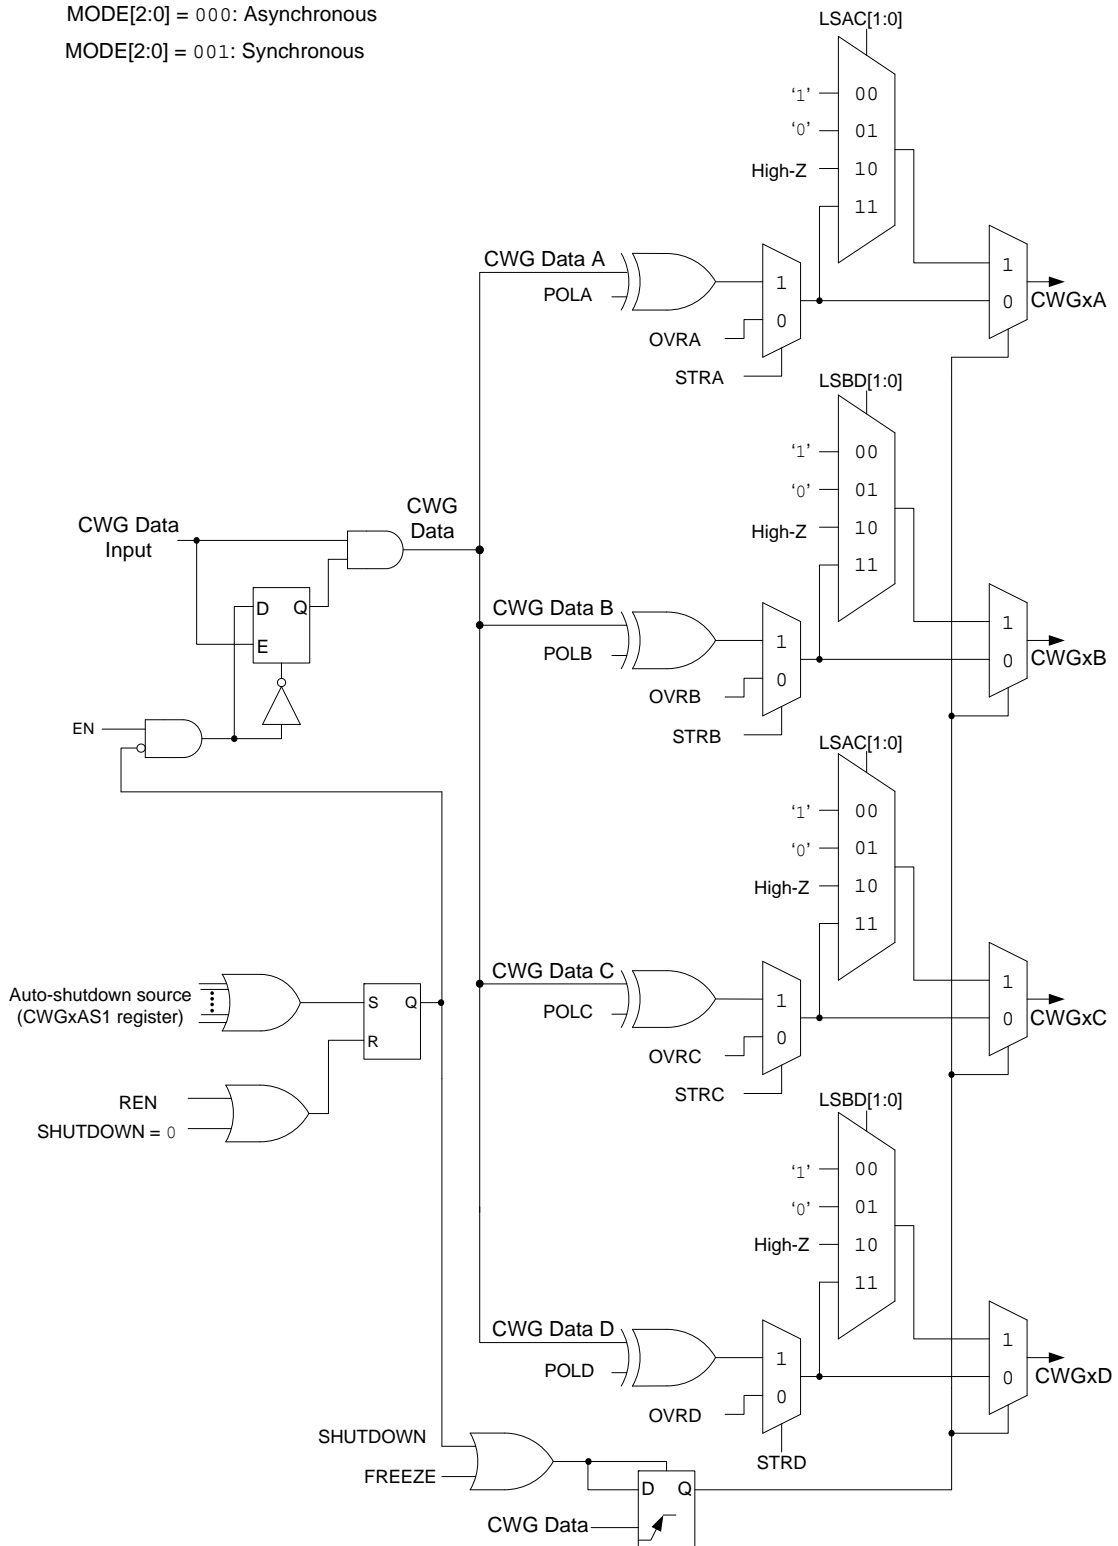 MODE[2:0] = 000: Asynchronous
MODE[2:0] = 001: Synchronous
LSAC[1:0]
‘1’
00
‘0’
01
High-Z
10
11
CWG Data A
POLA
1
0
OVRA
STRA
1
0
CWGxA
LSBD[1:0]
‘1’
00
‘0’
01
High-Z
10
11
CWG Data
Input
CWG
Data
D Q
E
EN
CWG Data B
POLB
1
0
OVRB
STRB
1
0
CWGxB
LSAC[1:0]
‘1’
00
‘0’
01
High-Z
10
11
CWG Data C
POLC
1
0
OVRC
STRC
1
0
CWGxC
Auto-shutdown source
(CWGxAS1 register)
S Q
R
REN
SHUTDOWN = 0
LSBD[1:0]
‘1’
00
‘0’
01
High-Z
10
11
CWG Data D
POLD
1
0
OVRD
STRD
1
0
CWGxD
SHUTDOWN
FREEZE
D Q
CWG Data